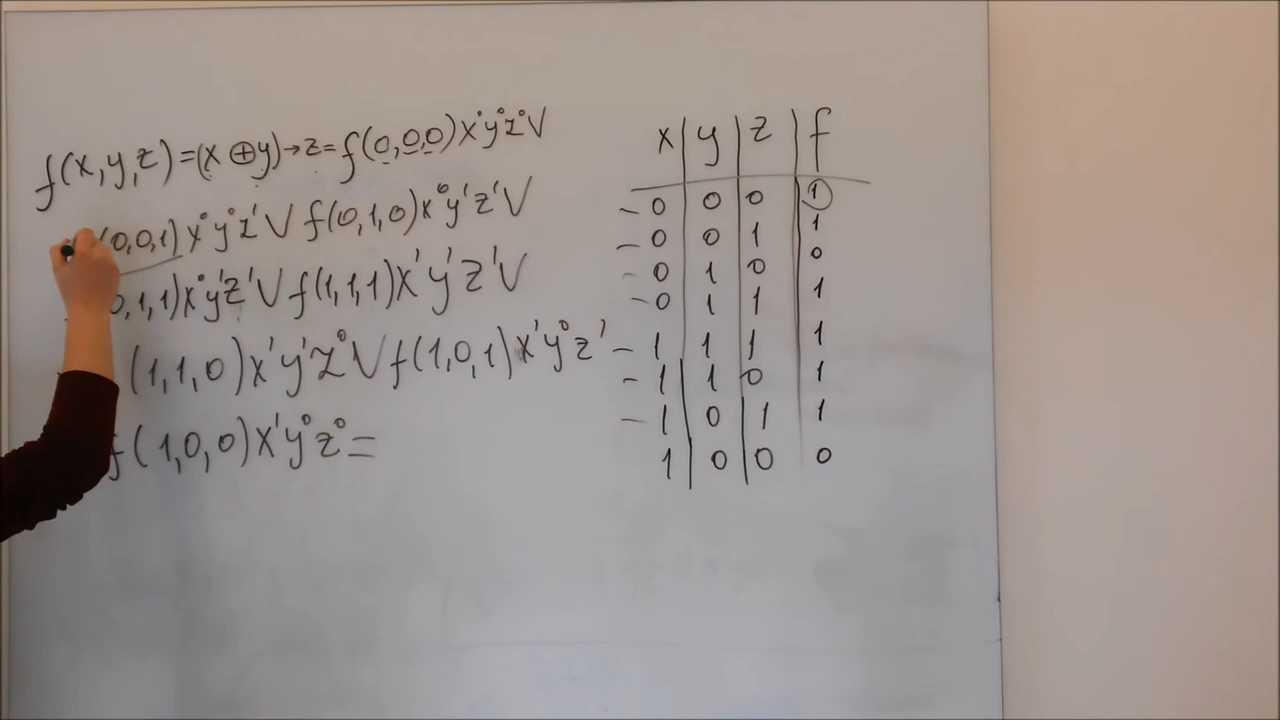 f(x,y,z)=(x⊕y)→z=f(0,0,0)x⁰y⁰z⁰∨
(0,0,1)x⁰y⁰z¹∨f(0,1,0)x⁰y¹z¹∨
0,1,1)x⁰y¹z¹∨f(1,1,1)x¹y¹z¹∨
(1,1,0)x¹y¹z⁰∨f(1,0,1)x¹y⁰z¹
f(1,0,0)x¹y⁰z⁰=
x y z f
0 0 0 1
0 0 1 1
0 1 0 0
0 1 1 1
1 1 1 1
1 1 0 1
1 0 1 1
1 0 0 0